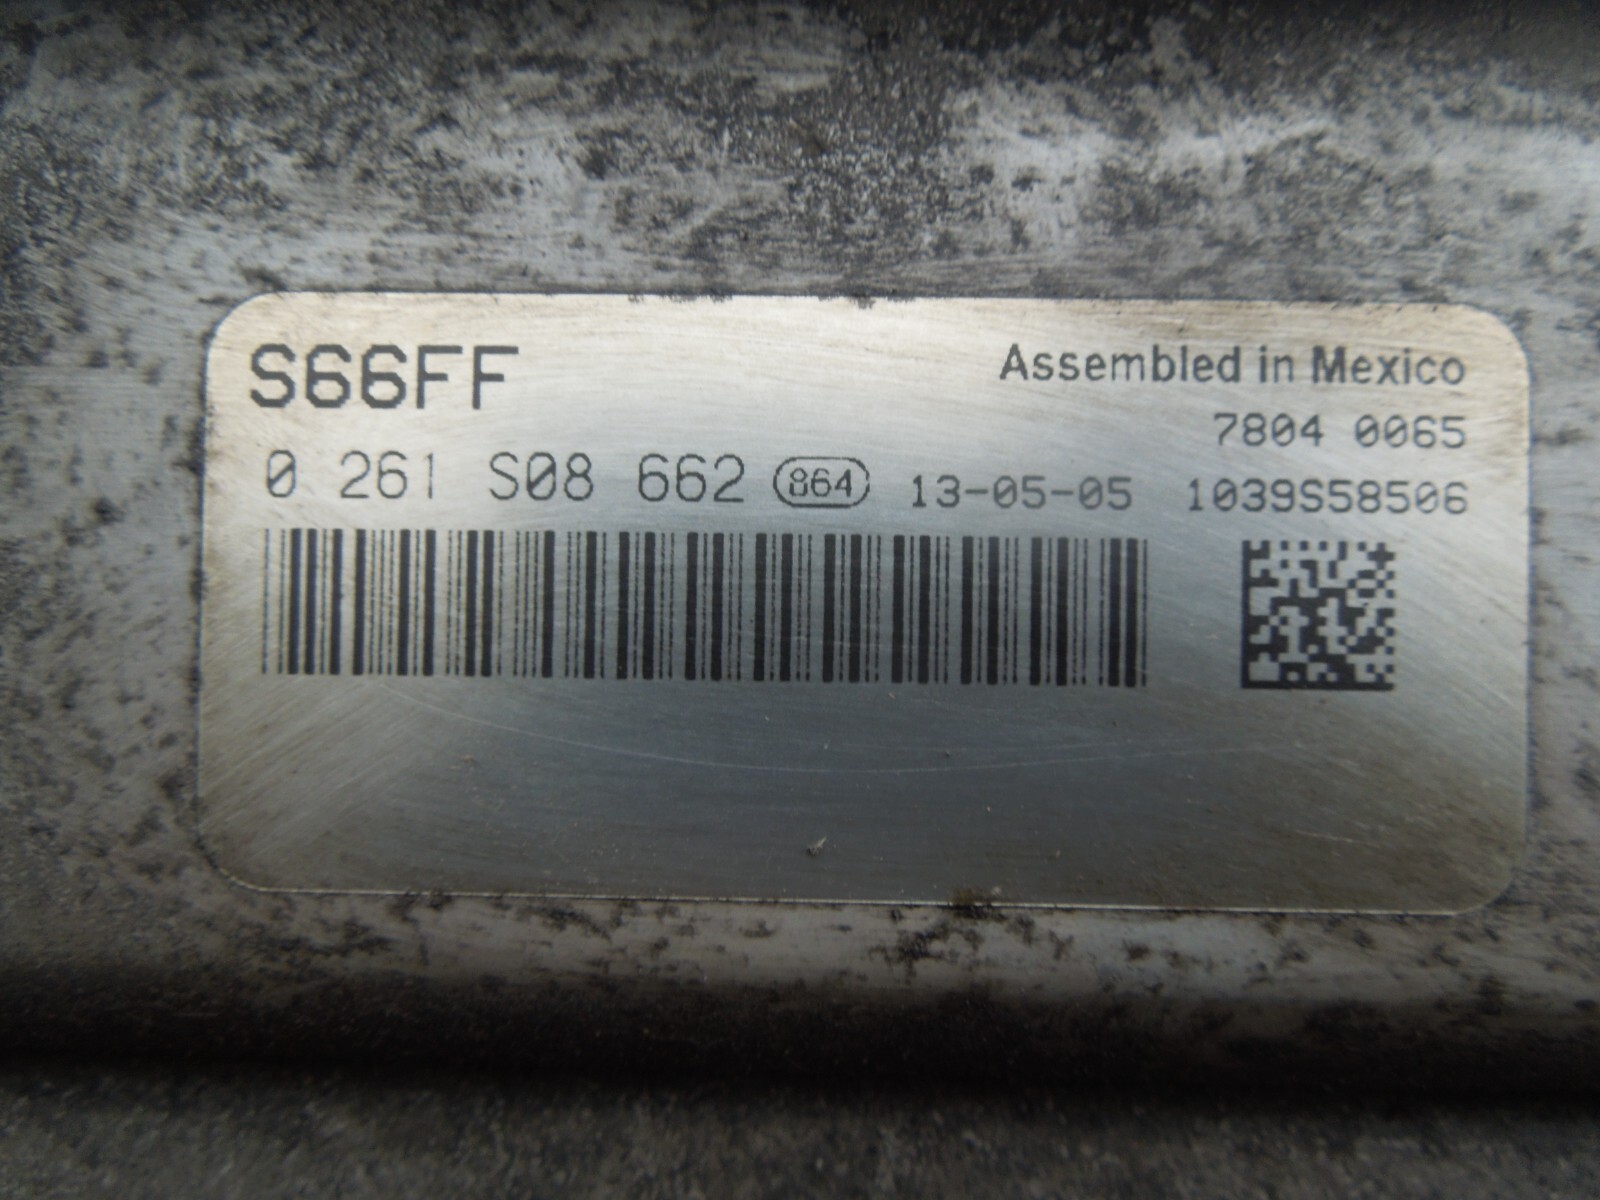 S66FF
Assembled in Mexico
7804 0065
0 261 S08 662 864 13-05-05 1039S58506